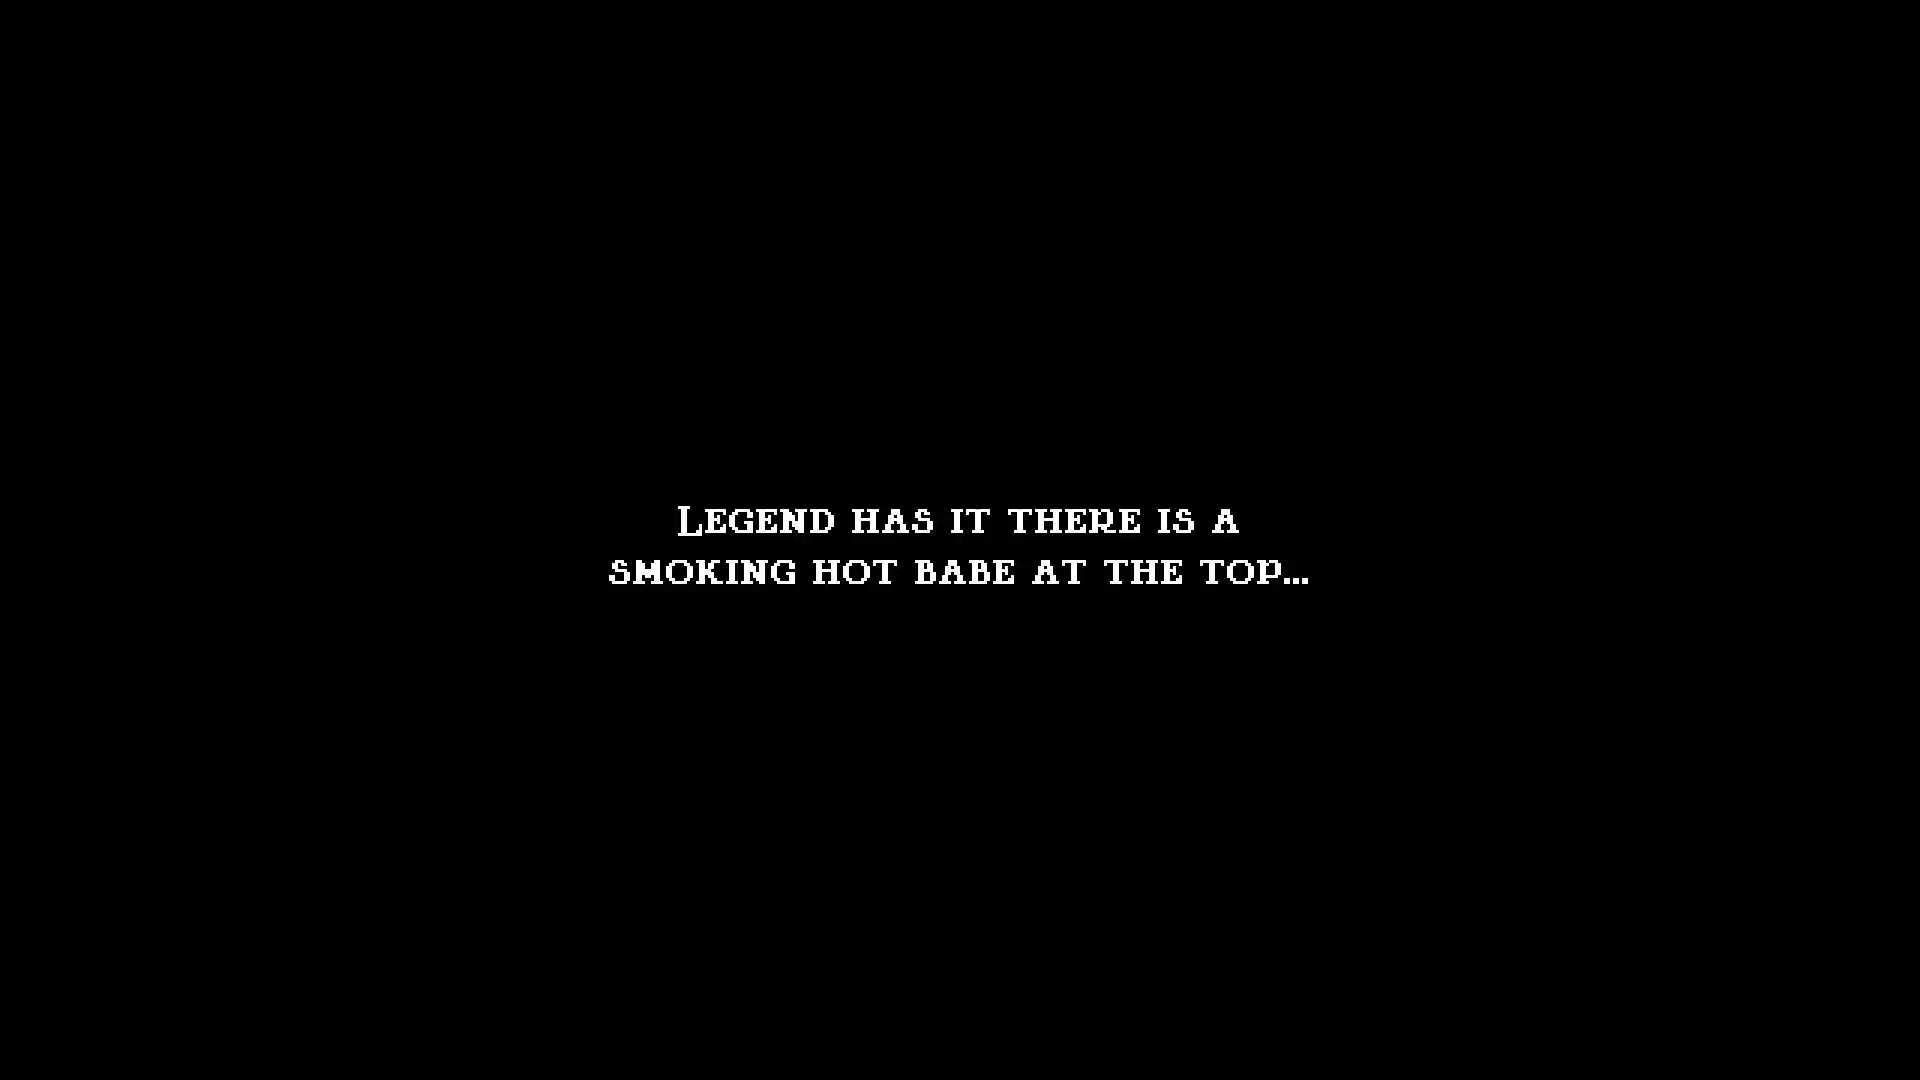 Legend has it there is a
smoking hot babe at the top...